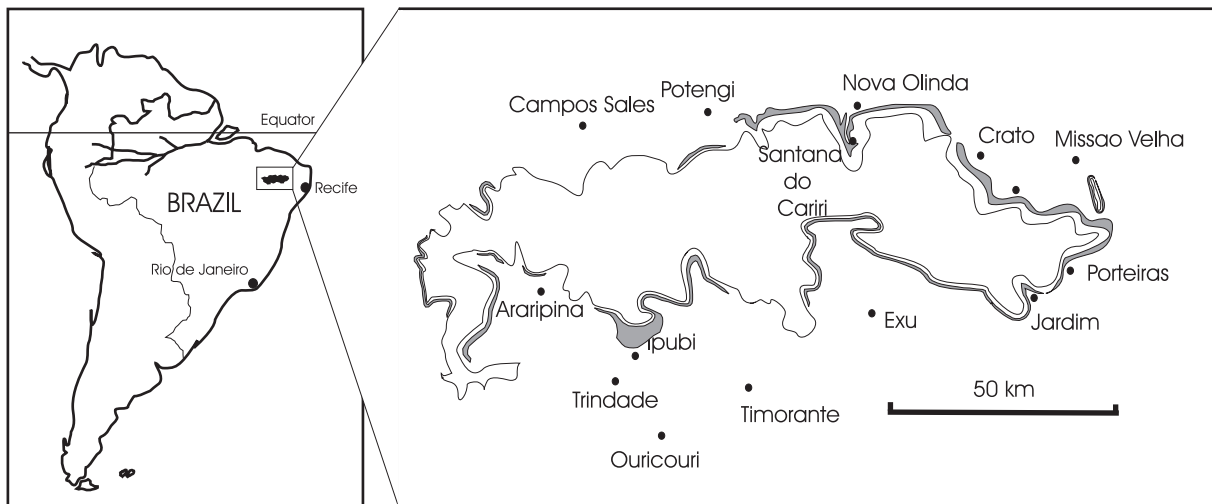 Equator
Recife
BRAZIL
Rio de Janeiro
Nova Olinda
Potengi
Campos Sales
Crato
Missao Velha
Santana
do
Cariri
Porteiras
Araripina
Exu
Jardim
Ipubi
50 km
Trindade
Timorante
Ouricouri